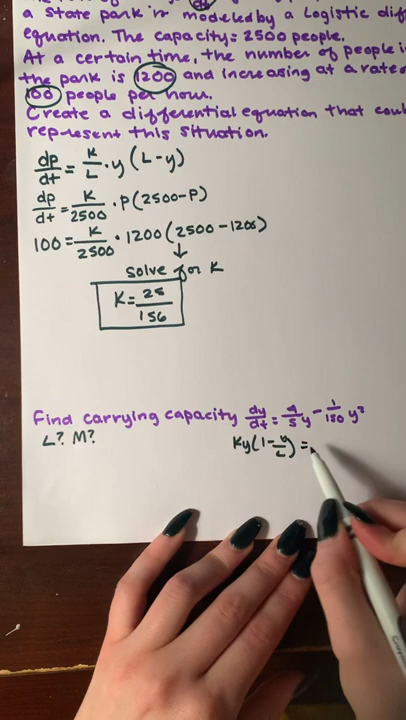 a state park is modeled by a Logistic diff
equation. The capacity: 2500 people.
At a certain time, the number of people i
the park is 1200 and increasing at a rate
100 people per hour.
Create a differential equation that coul
represent this situation.
dp/dt = K/L · y (L-y)
dp/dt = K/2500 · P(2500-P)
100 = K/2500 · 1200 (2500-1200)
solve for K
K = 25/156
Find carrying capacity dy/dt = 4/5 y - 1/150 y²
L? M?
Ky(1-y/L) =